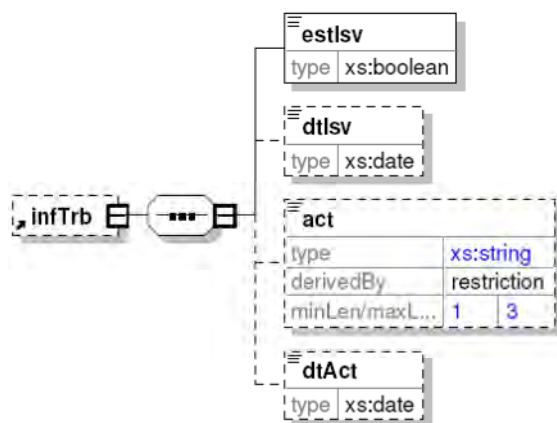 estIsv
type xs:boolean
dtIsv
type xs:date
infTrb
act
type xs:string
derivedBy restriction
minLen/maxL... 1 3
dtAct
type xs:date